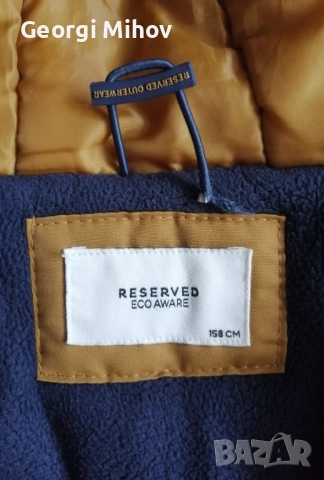 Georgi Mihov
RESERVED OUTERWEAR
RESERVED
ECO AWARE
158 CM
BAZAR